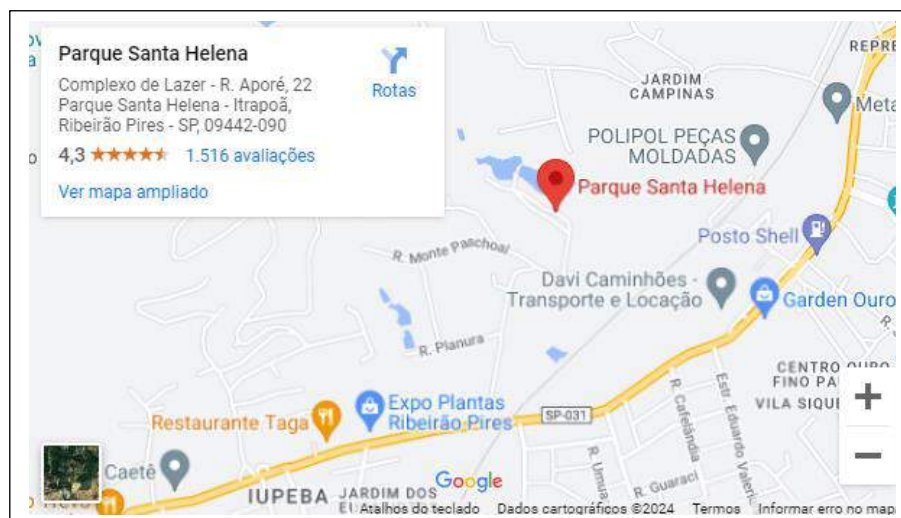 Parque Santa Helena
Complexo de Lazer - R. Aporé, 22
Parque Santa Helena - Itrapoã,
Ribeirão Pires - SP, 09442-090
4,3
1.516 avaliações
Ver mapa ampliado
Rotas
REPRE
JARDIM
CAMPINAS
Meta
POLIPOL PEÇAS
MOLDADAS
Parque Santa Helena
Posto Shell
R. Monte Paschoal
Davi Caminhões -
Transporte e Locação
Garden Ouro
R. Planura
CENTRO OURO
FINO PA
VILA SIQUE
Expo Plantas
Ribeirão Pires
Restaurante Taga
SP-031
R. Cafelândia
Estr. Eduardo Valeri
R. Umua
R. Guaraci
Caetê
IUPEBA
JARDIM DOS
Google
Atalhos do teclado
Dados cartográficos ©2024
Termos
Informar erro no mapa